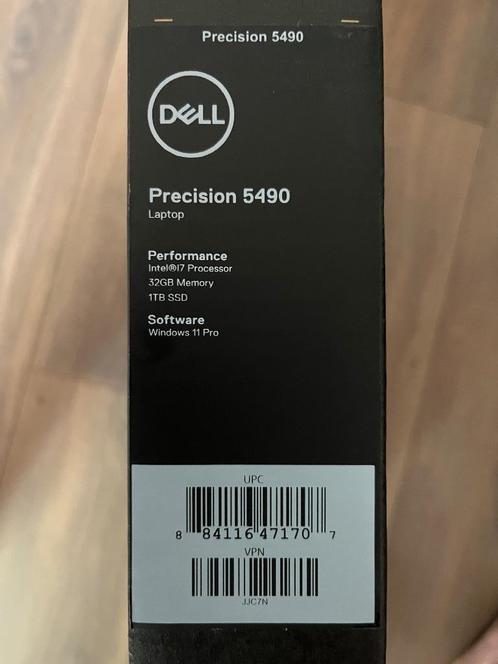 Precision 5490
DELL
Precision 5490
Laptop
Performance
Intel®I7 Processor
32GB Memory
1TB SSD
Software
Windows 11 Pro
UPC
8 84116 47170 7
VPN
JJC7N